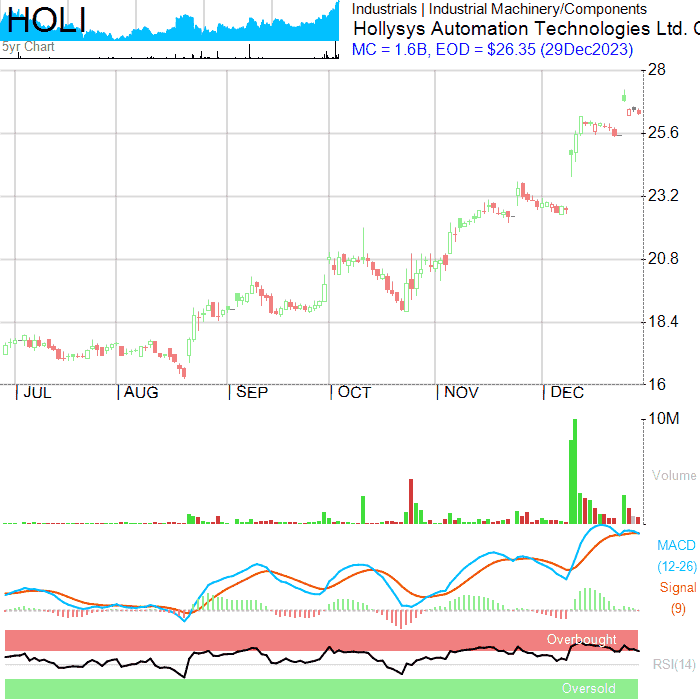 HOLI
5yr Chart
Industrials | Industrial Machinery/Components
Hollysys Automation Technologies Ltd.
MC = 1.6B, EOD = $26.35 (29Dec2023)
28
25.6
23.2
20.8
18.4
16
JUL AUG SEP OCT NOV DEC
10M
Volume
MACD
(12-26)
Signal
(9)
Overbought
RSI(14)
Oversold